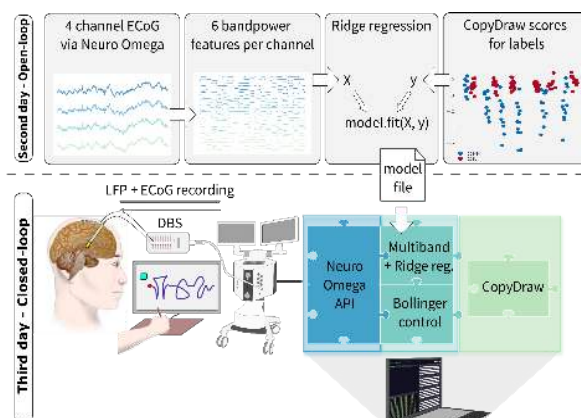 Second day - Open-loop
4 channel ECoG
via Neuro Omega
6 bandpower
features per channel
Ridge regression
X
y
model.fit(X, y)
CopyDraw scores
for labels
model
file
Third day - Closed-loop
LFP + ECoG recording
DBS
Neuro
Omega
API
Multiband
+ Ridge reg.
Bollinger
control
CopyDraw